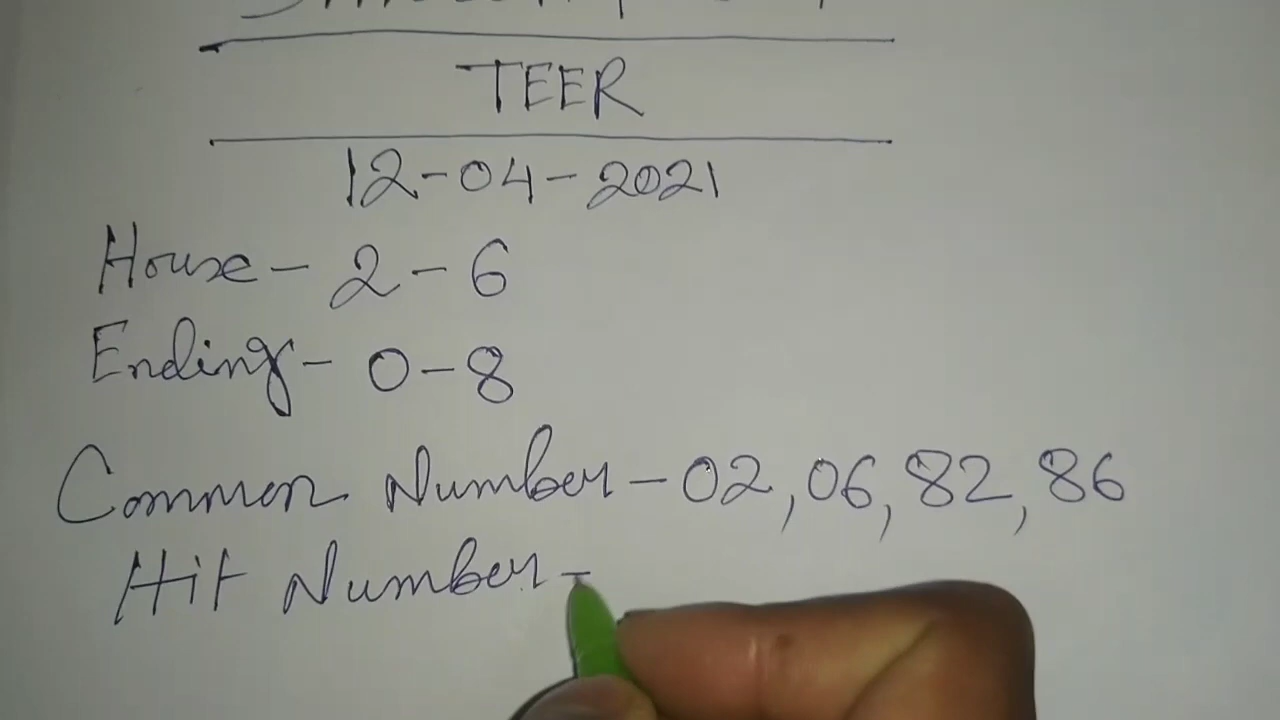 TEER
12-04-2021
House - 2 - 6
Ending - 0 - 8
Common Number - 02, 06, 82, 86
Hit Number -